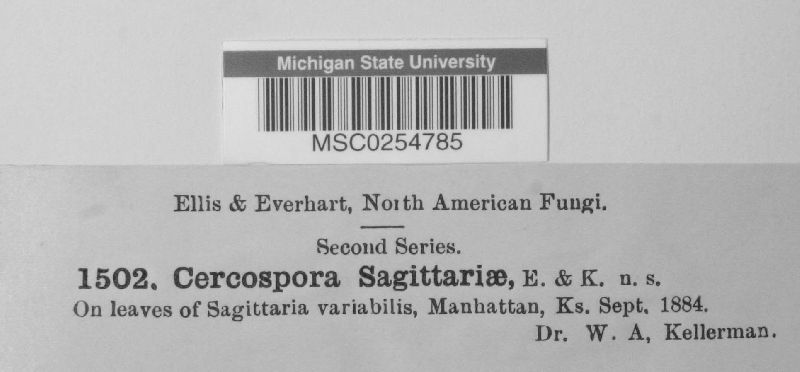 Michigan State University
MSC0254785
Ellis & Everhart, North American Fungi.
Second Series.
1502. Cercospora Sagittariæ, E. & K. n. s.
On leaves of Sagittaria variabilis, Manhattan, Ks. Sept. 1884.
Dr. W. A, Kellerman.